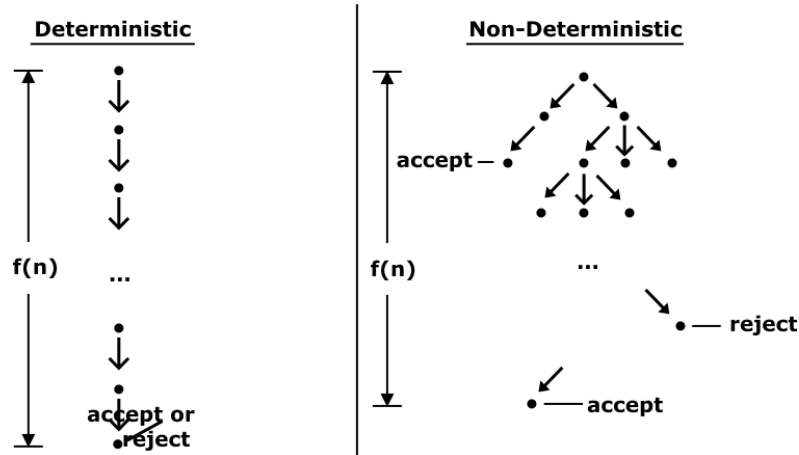 Deterministic
f(n)
...
accept or
reject
Non-Deterministic
accept
f(n)
...
reject
accept